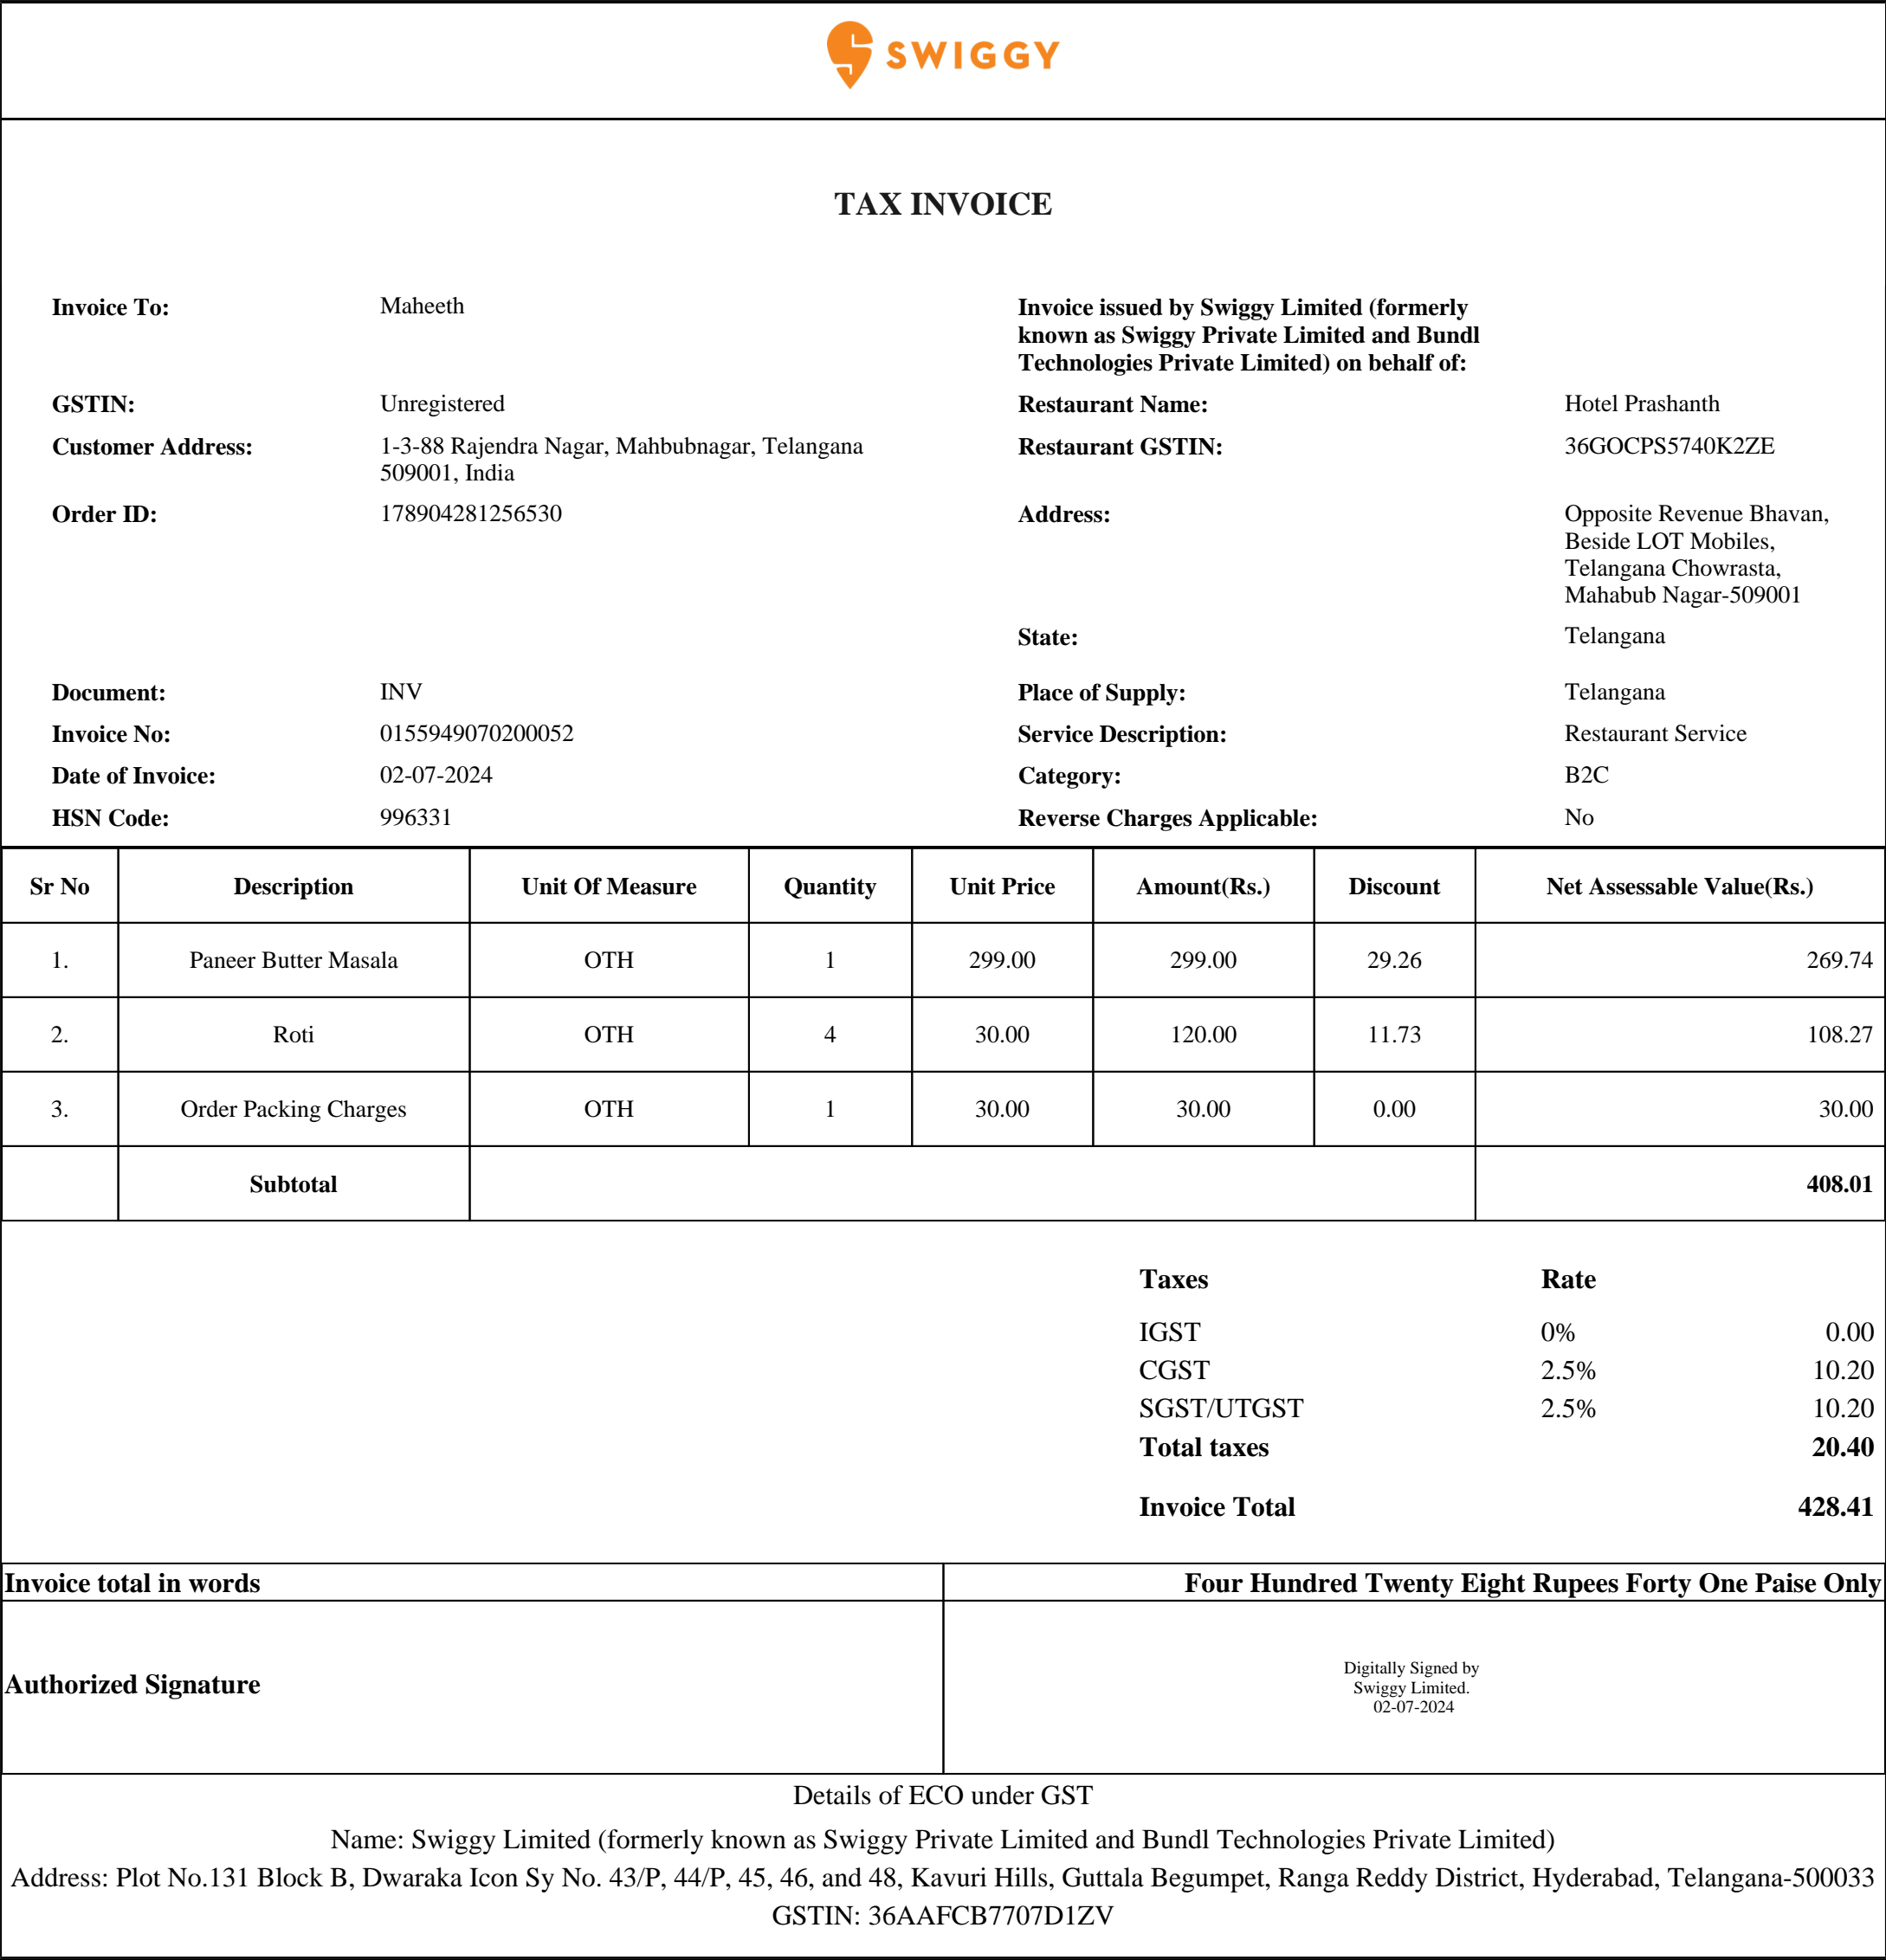 SWIGGY
TAX INVOICE
Invoice To: Maheeth
Invoice issued by Swiggy Limited (formerly
known as Swiggy Private Limited and Bundl
Technologies Private Limited) on behalf of:
GSTIN: Unregistered
Restaurant Name: Hotel Prashanth
Customer Address: 1-3-88 Rajendra Nagar, Mahbubnagar, Telangana
509001, India
Restaurant GSTIN: 36GOCPS5740K2ZE
Order ID: 178904281256530
Address: Opposite Revenue Bhavan,
Beside LOT Mobiles,
Telangana Chowrasta,
Mahabub Nagar-509001
State: Telangana
Document: INV
Place of Supply: Telangana
Invoice No: 0155949070200052
Service Description: Restaurant Service
Date of Invoice: 02-07-2024
Category: B2C
HSN Code: 996331
Reverse Charges Applicable: No
Sr No Description Unit Of Measure Quantity Unit Price Amount(Rs.) Discount Net Assessable Value(Rs.)
1. Paneer Butter Masala OTH 1 299.00 299.00 29.26 269.74
2. Roti OTH 4 30.00 120.00 11.73 108.27
3. Order Packing Charges OTH 1 30.00 30.00 0.00 30.00
Subtotal 408.01
Taxes Rate
IGST 0% 0.00
CGST 2.5% 10.20
SGST/UTGST 2.5% 10.20
Total taxes 20.40
Invoice Total 428.41
Invoice total in words Four Hundred Twenty Eight Rupees Forty One Paise Only
Authorized Signature
Digitally Signed by
Swiggy Limited.
02-07-2024
Details of ECO under GST
Name: Swiggy Limited (formerly known as Swiggy Private Limited and Bundl Technologies Private Limited)
Address: Plot No.131 Block B, Dwaraka Icon Sy No. 43/P, 44/P, 45, 46, and 48, Kavuri Hills, Guttala Begumpet, Ranga Reddy District, Hyderabad, Telangana-500033
GSTIN: 36AAFCB7707D1ZV